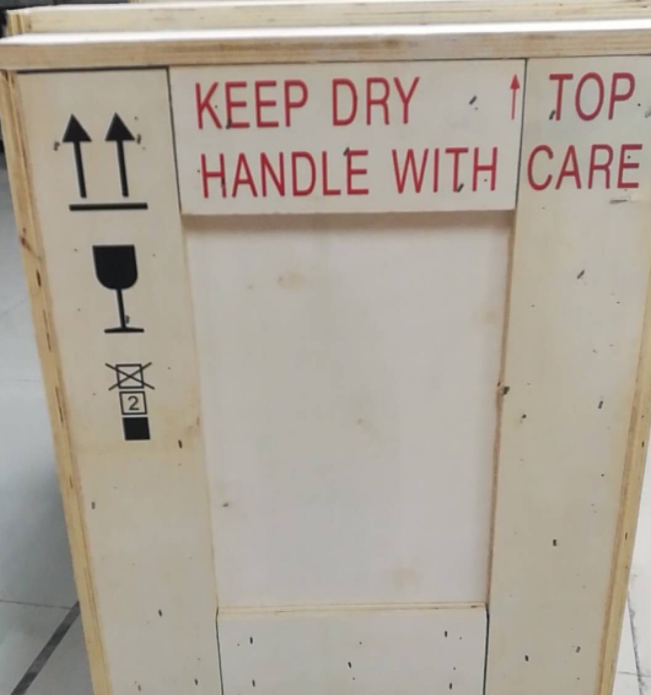 KEEP DRY ↑ TOP
HANDLE WITH CARE
2